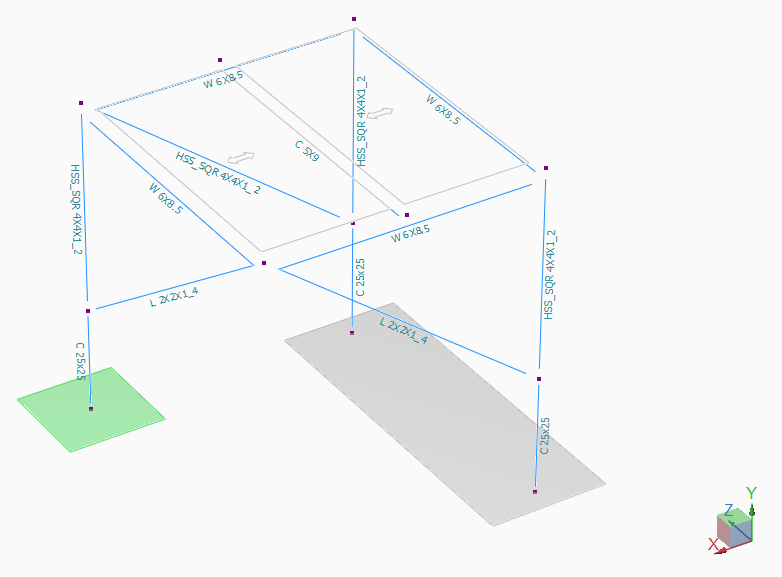 W 6X8.5
HSS_SQR 4X4X1_2
W 6X8.5
C 5X9
HSS_SQR 4X4X1_2
HSS_SQR 4X4X1_2
W 6X8.5
W 6X8.5
HSS_SQR 4X4X1_2
C 25x25
L 2X2X1_4
L 2X2X1_4
C 25x25
C 25x25
Y
Z
X